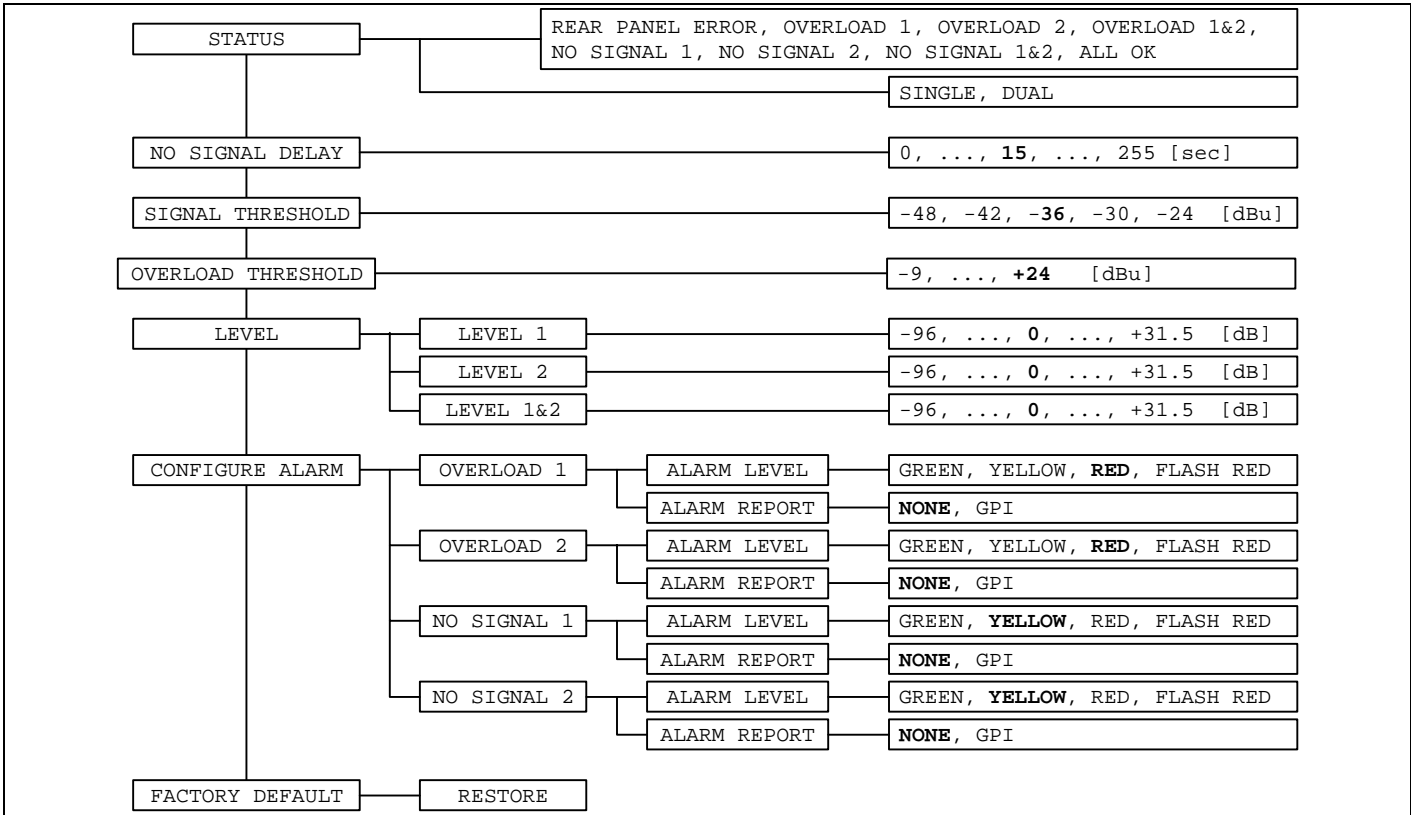 STATUS
REAR PANEL ERROR, OVERLOAD 1, OVERLOAD 2, OVERLOAD 1&2,
NO SIGNAL 1, NO SIGNAL 2, NO SIGNAL 1&2, ALL OK
SINGLE, DUAL
NO SIGNAL DELAY
0, ..., 15, ..., 255 [sec]
SIGNAL THRESHOLD
-48, -42, -36, -30, -24 [dBu]
OVERLOAD THRESHOLD
-9, ..., +24 [dBu]
LEVEL
LEVEL 1
-96, ..., 0, ..., +31.5 [dB]
LEVEL 2
-96, ..., 0, ..., +31.5 [dB]
LEVEL 1&2
-96, ..., 0, ..., +31.5 [dB]
CONFIGURE ALARM
OVERLOAD 1
ALARM LEVEL
GREEN, YELLOW, RED, FLASH RED
ALARM REPORT
NONE, GPI
OVERLOAD 2
ALARM LEVEL
GREEN, YELLOW, RED, FLASH RED
ALARM REPORT
NONE, GPI
NO SIGNAL 1
ALARM LEVEL
GREEN, YELLOW, RED, FLASH RED
ALARM REPORT
NONE, GPI
NO SIGNAL 2
ALARM LEVEL
GREEN, YELLOW, RED, FLASH RED
ALARM REPORT
NONE, GPI
FACTORY DEFAULT
RESTORE